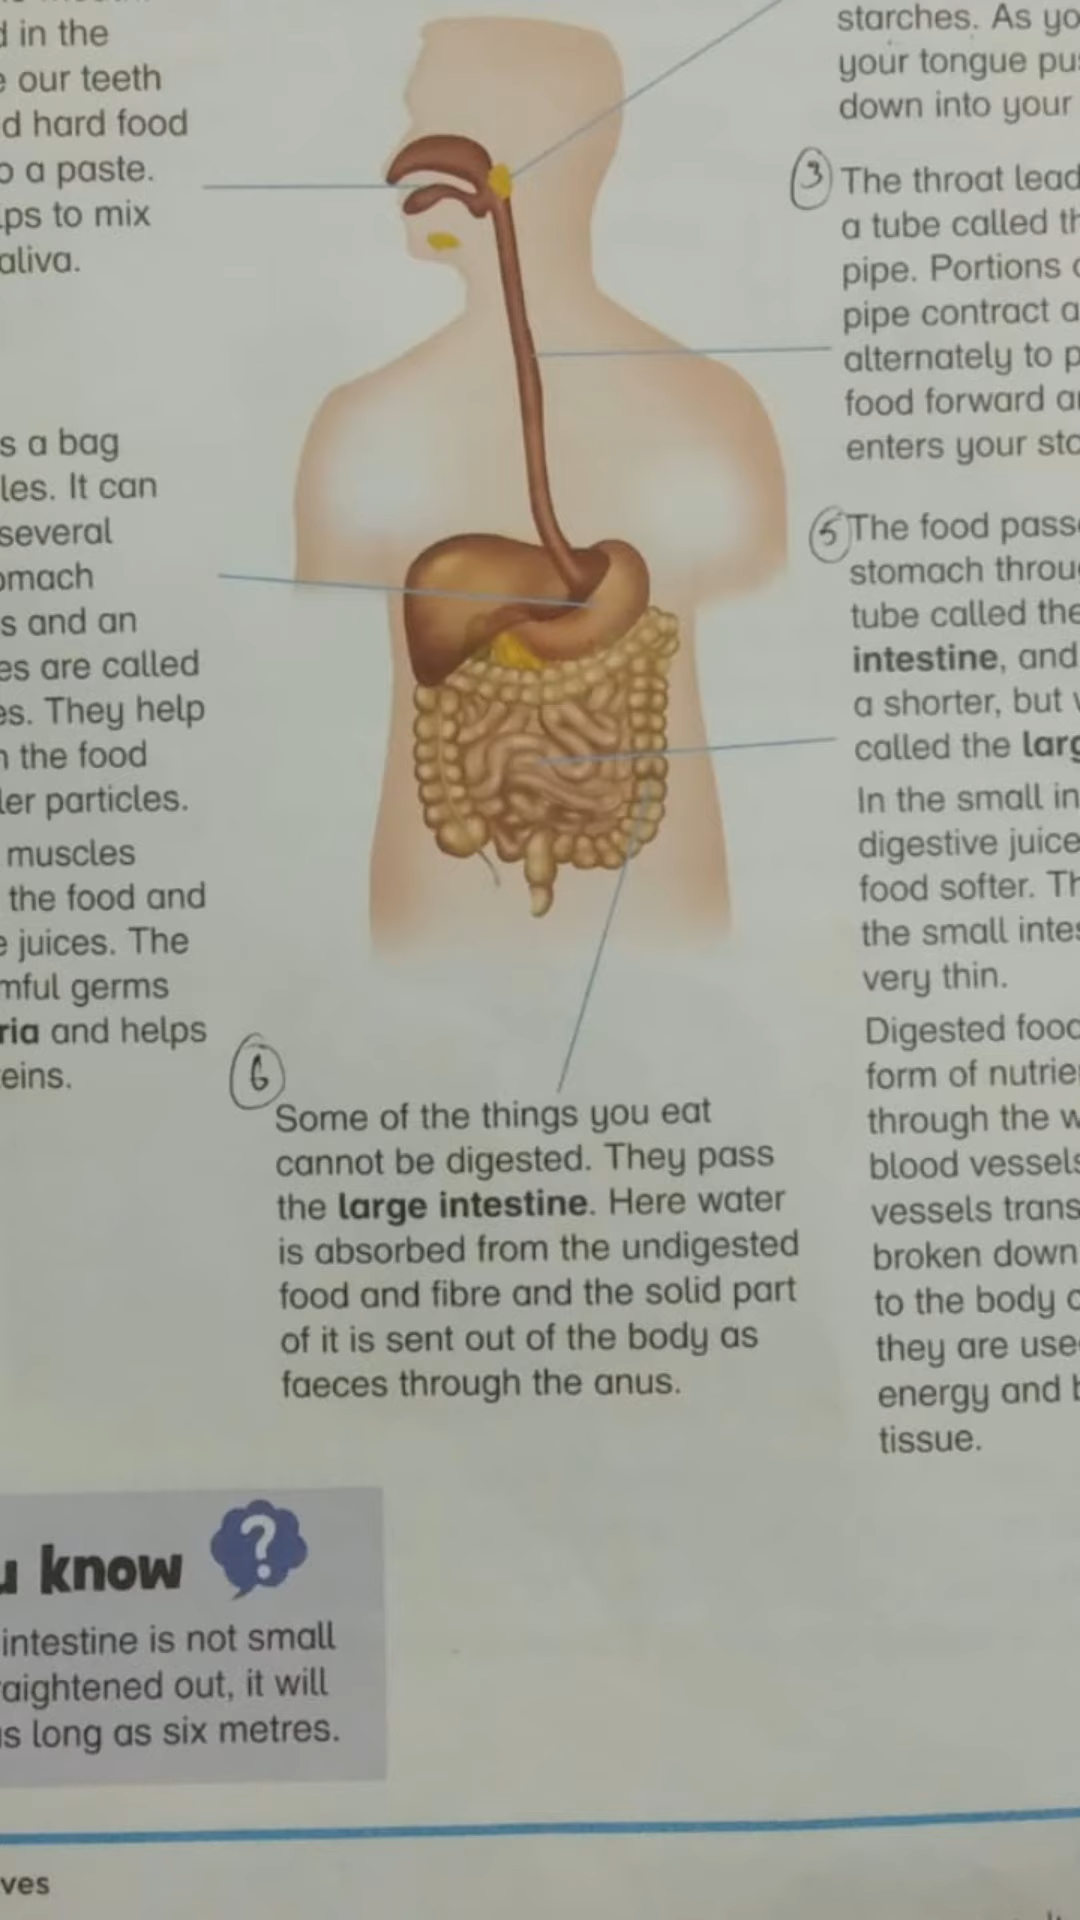 d in the
our teeth
d hard food
a paste.
ps to mix
aliva.
starches. As yo
your tongue pu
down into your
3
The throat lead
a tube called th
pipe. Portions
pipe contract a
alternately to p
food forward a
enters your sto
s a bag
les. It can
several
omach
s and an
es are called
es. They help
the food
ler particles.
muscles
the food and
e juices. The
mful germs
ria and helps
eins.
5
The food passe
stomach throu
tube called the
intestine, and
a shorter, but
called the larg
In the small in
digestive juice
food softer. Th
the small intes
very thin.
Digested food
form of nutrie
through the w
blood vessels
vessels trans
broken down
to the body
they are use
energy and b
tissue.
6
Some of the things you eat
cannot be digested. They pass
the large intestine. Here water
is absorbed from the undigested
food and fibre and the solid part
of it is sent out of the body as
faeces through the anus.
u know ?
intestine is not small
raightened out, it will
as long as six metres.
ves